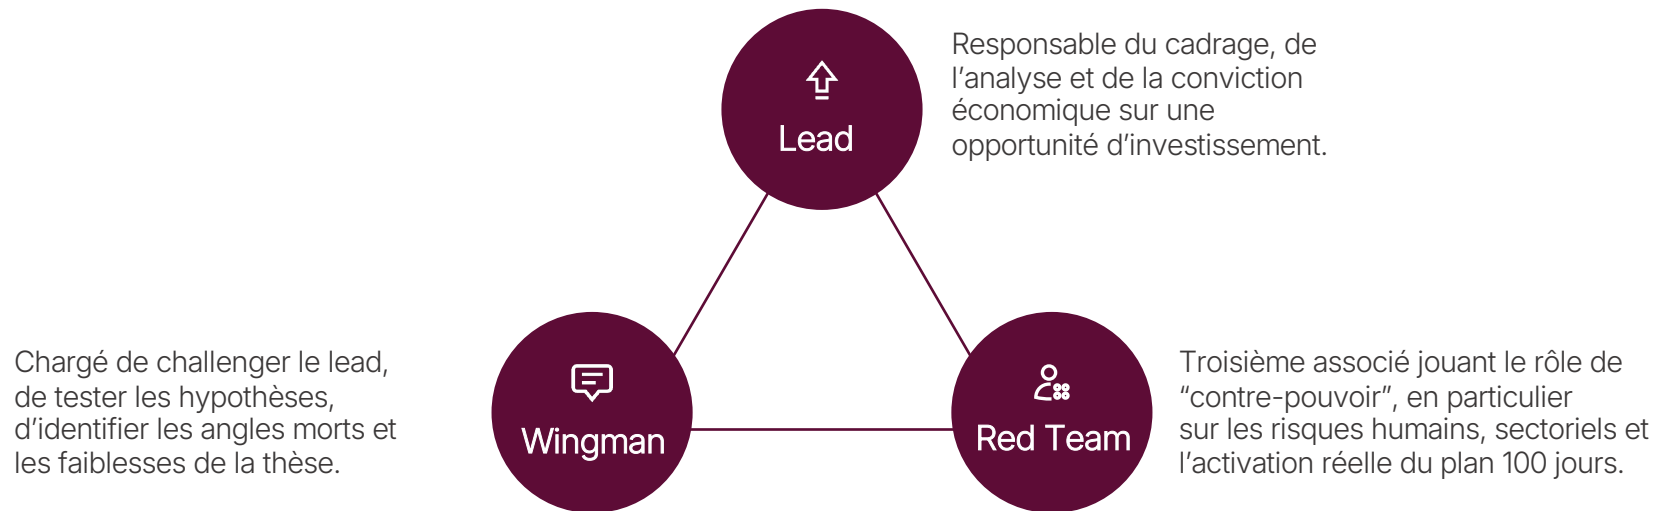 Lead
Responsable du cadrage, de
l’analyse et de la conviction
économique sur une
opportunité d’investissement.
Chargé de challenger le lead,
de tester les hypothèses,
d’identifier les angles morts et
les faiblesses de la thèse.
Wingman
Red Team
Troisième associé jouant le rôle de
“contre-pouvoir”, en particulier
sur les risques humains, sectoriels et
l’activation réelle du plan 100 jours.